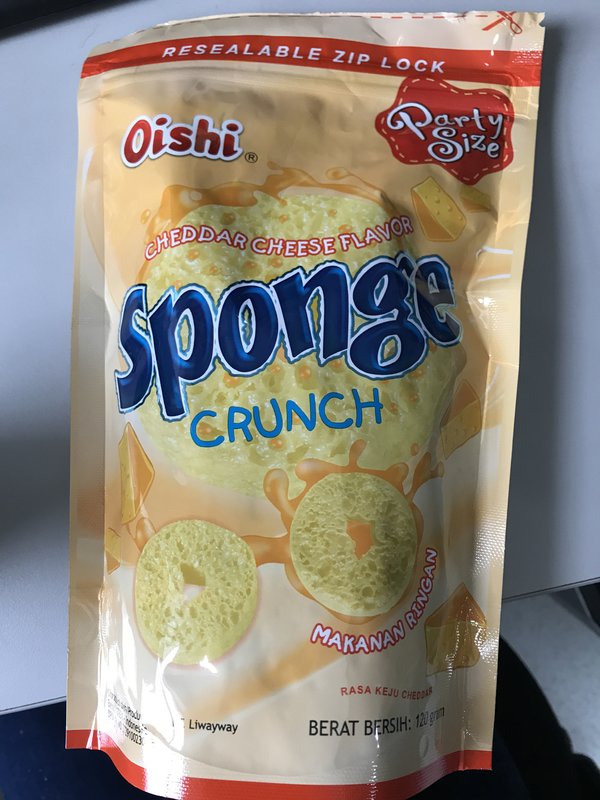 RESEALABLE ZIP LOCK
Oishi®
Party
Size
CHEDDAR CHEESE FLAVOR
Sponge
CRUNCH
MAKANAN RINGAN
RASA KEJU CHEDDAR
Liwayway
BERAT BERSIH: 120 gram